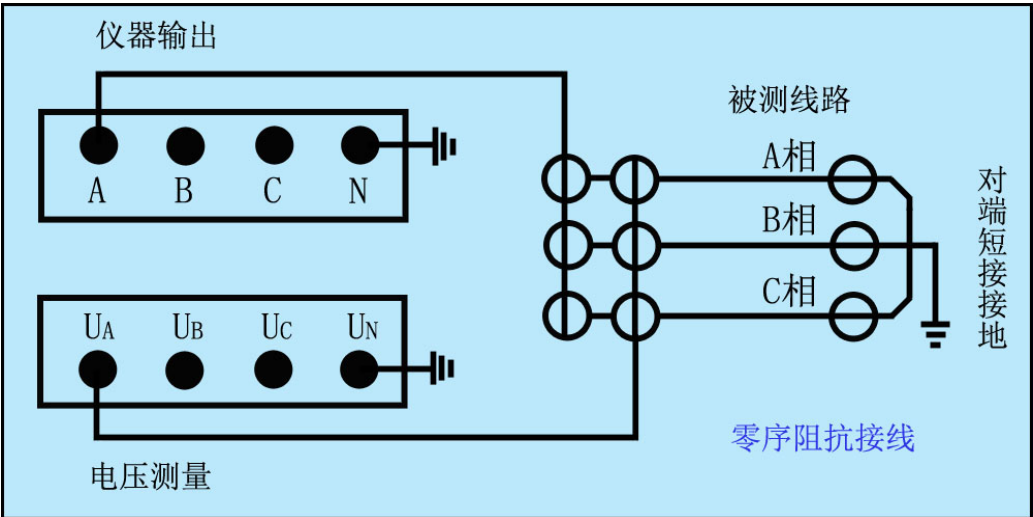 仪器输出
A B C N
被测线路
A相
B相
C相
对端短接接地
UA UB UC UN
零序阻抗接线
电压测量